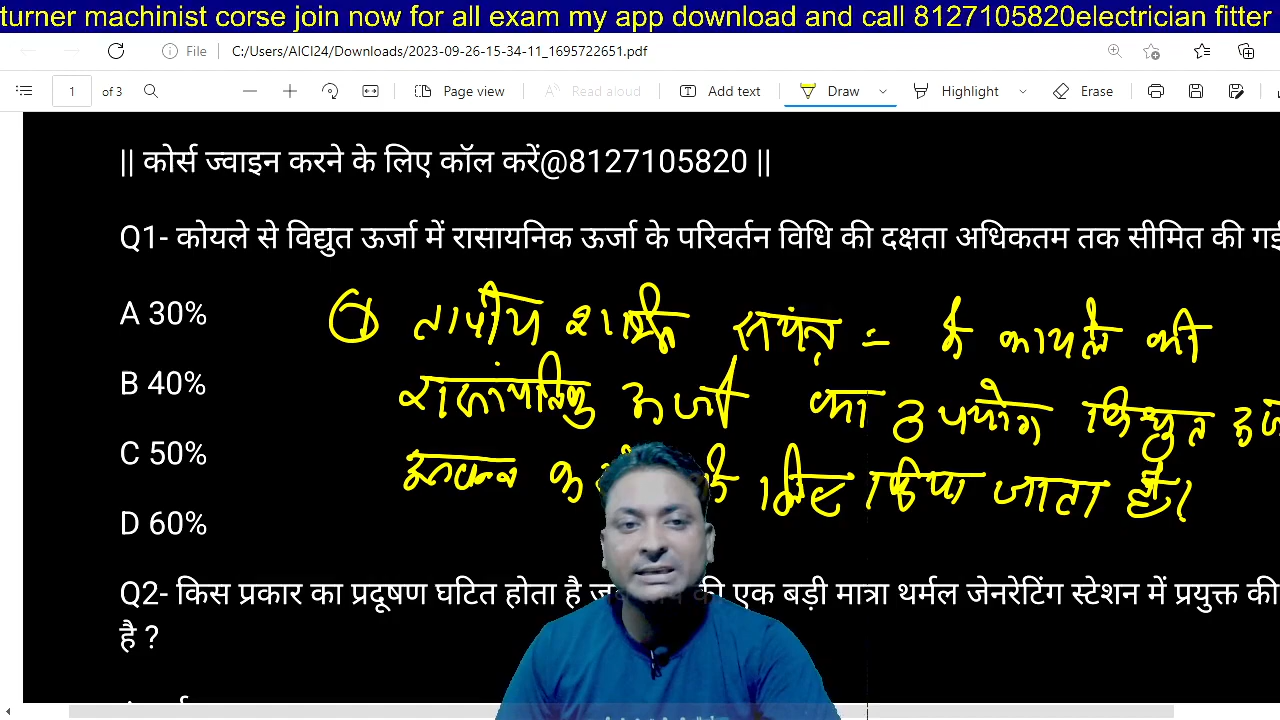 turner machinist corse join now for all exam my app download and call 8127105820electrician fitter
File C:/Users/AICI24/Downloads/2023-09-26-15-34-11_1695722651.pdf
1 of 3 Page view Read aloud Add text Draw Highlight Erase
|| कोर्स ज्वाइन करने के लिए कॉल करें@8127105820 ||
Q1- कोयले से विद्युत ऊर्जा में रासायनिक ऊर्जा के परिवर्तन विधि की दक्षता अधिकतम तक सीमित की गई
A 30%
तापीय शक्ति सयंत्र = के कोयले की
B 40%
ऊर्जा का उपयोग विधुत
C 50%
के लिए किया जाता है।
D 60%
Q2- किस प्रकार का प्रदूषण घटित होता है की एक बड़ी मात्रा थर्मल जेनरेटिंग स्टेशन में प्रयुक्त की
है ?